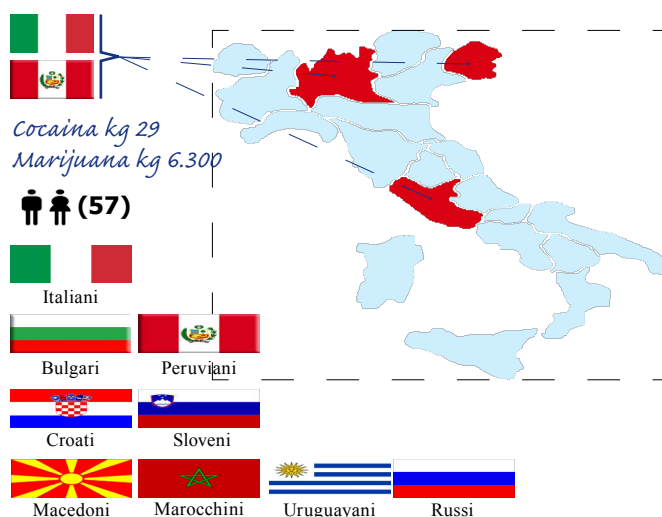 Cocaina kg 29
Marijuana kg 6.300
(57)
Italiani
Bulgari Peruviani
Croati Sloveni
Macedoni Marocchini Uruguayani Russi